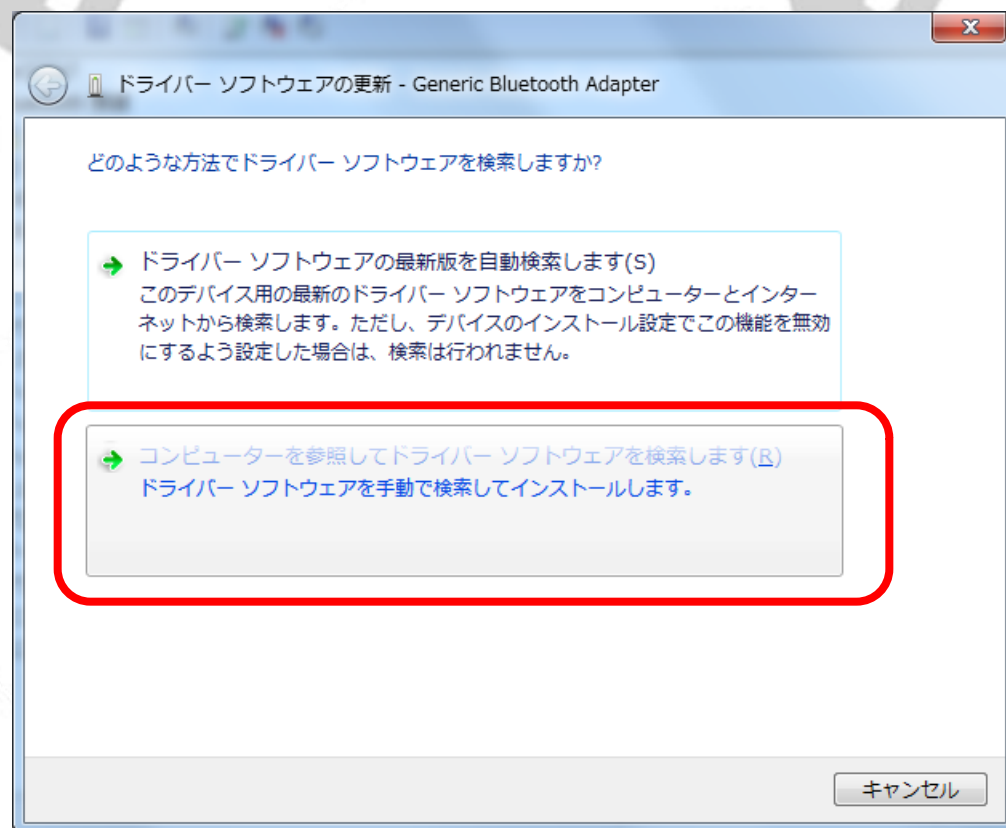 ドライバー ソフトウェアの更新 - Generic Bluetooth Adapter
どのような方法でドライバー ソフトウェアを検索しますか?
ドライバー ソフトウェアの最新版を自動検索します(S)
このデバイス用の最新のドライバー ソフトウェアをコンピューターとインター
ネットから検索します。ただし、デバイスのインストール設定でこの機能を無効
にするよう設定した場合は、検索は行われません。
コンピューターを参照してドライバー ソフトウェアを検索します(R)
ドライバー ソフトウェアを手動で検索してインストールします。
キャンセル